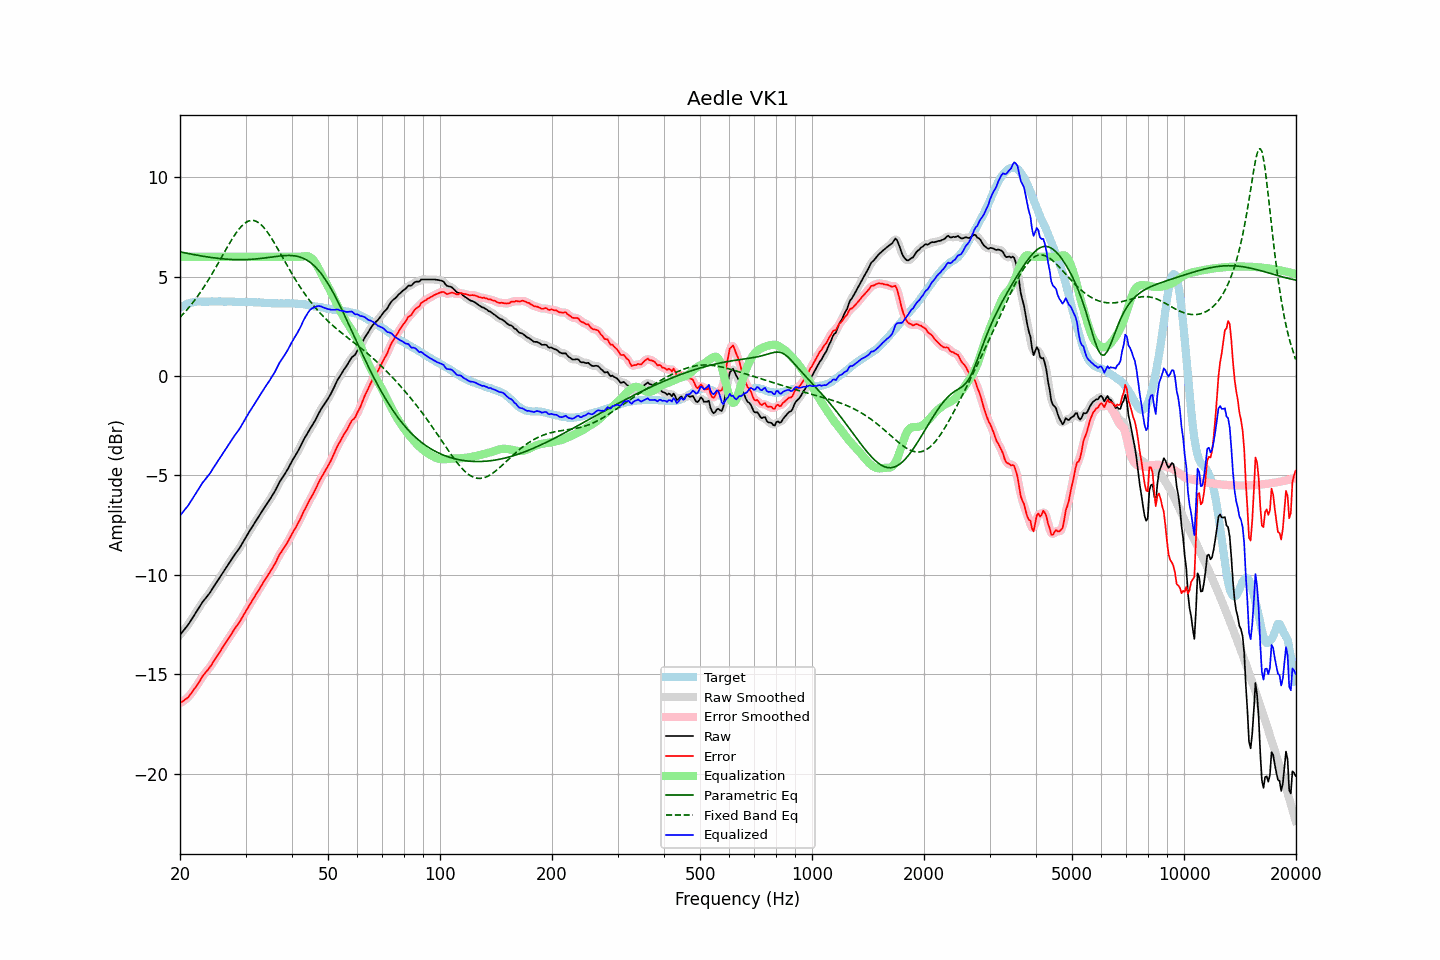 Aedle VK1
10
5
0
−5
−10
−15
−20
Amplitude (dBr)
Target
Raw Smoothed
Error Smoothed
Raw
Error
Equalization
Parametric Eq
Fixed Band Eq
Equalized
20
50
100
200
500
1000
2000
5000
10000
20000
Frequency (Hz)